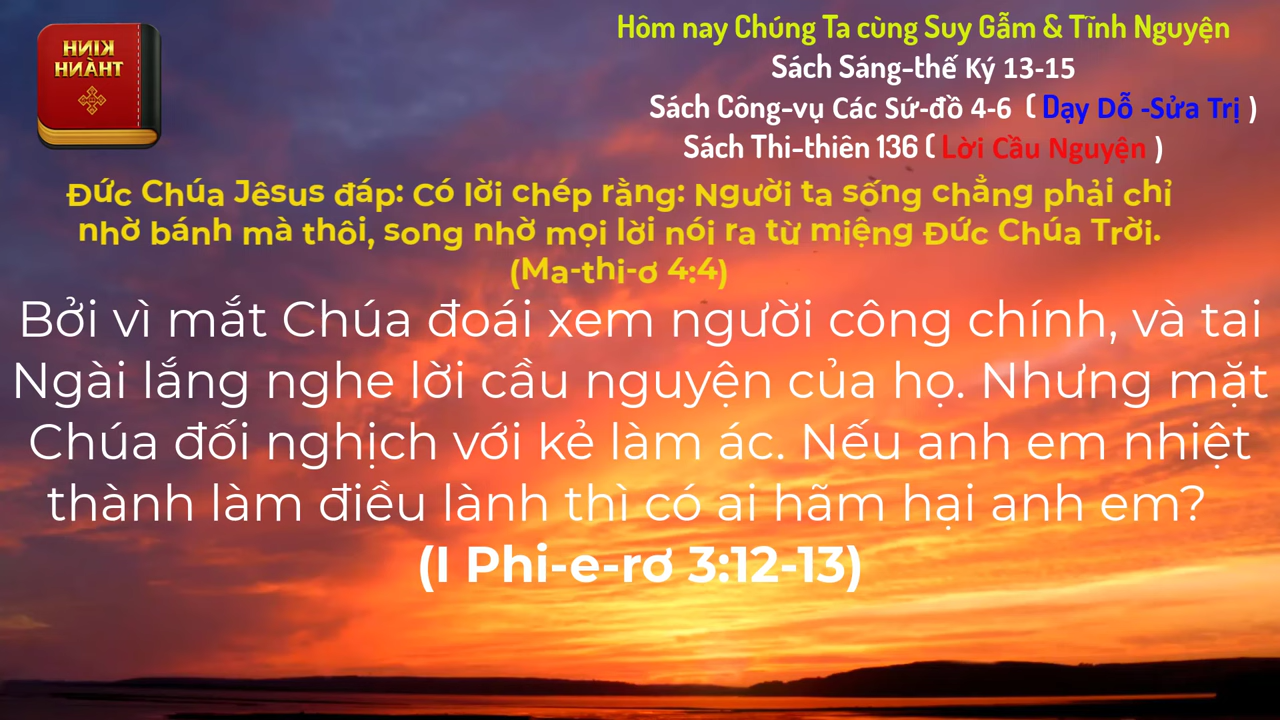 KINH
THÀNH
Hôm nay Chúng Ta cùng Suy Gẫm & Tĩnh Nguyện
Sách Sáng-thế Ký 13-15
Sách Công-vụ Các Sứ-đồ 4-6 ( Dạy Dỗ -Sửa Trị )
Sách Thi-thiên 136 ( Lời Cầu Nguyện )
Đức Chúa Jêsus đáp: Có lời chép rằng: Người ta sống chẳng phải chỉ
nhờ bánh mà thôi, song nhờ mọi lời nói ra từ miệng Đức Chúa Trời.
(Ma-thi-ơ 4:4)
Bởi vì mắt Chúa đoái xem người công chính, và tai
Ngài lắng nghe lời cầu nguyện của họ. Nhưng mặt
Chúa đối nghịch với kẻ làm ác. Nếu anh em nhiệt
thành làm điều lành thì có ai hãm hại anh em?
(I Phi-e-rơ 3:12-13)